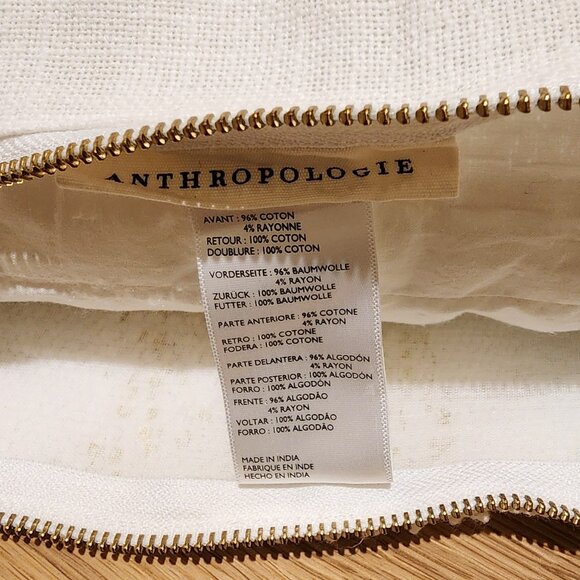 ANTHROPOLOGIE
AVANT : 96% COTON
4% RAYONNE
RETOUR : 100% COTON
DOUBLURE : 100% COTON
VORDERSEITE : 96% BAUMWOLLE
4% RAYON
ZURÜCK : 100% BAUMWOLLE
FUTTER : 100% BAUMWOLLE
PARTE ANTERIORE : 96% COTONE
4% RAYON
RETRO : 100% COTONE
FODERA : 100% COTONE
PARTE DELANTERA : 96% ALGODÓN
4% RAYON
PARTE POSTERIOR : 100% ALGODÓN
FORRO : 100% ALGODÓN
FRENTE : 96% ALGODÃO
4% RAYON
VOLTAR : 100% ALGODÃO
FORRO : 100% ALGODÃO
MADE IN INDIA
FABRIQUE EN INDE
HECHO EN INDIA